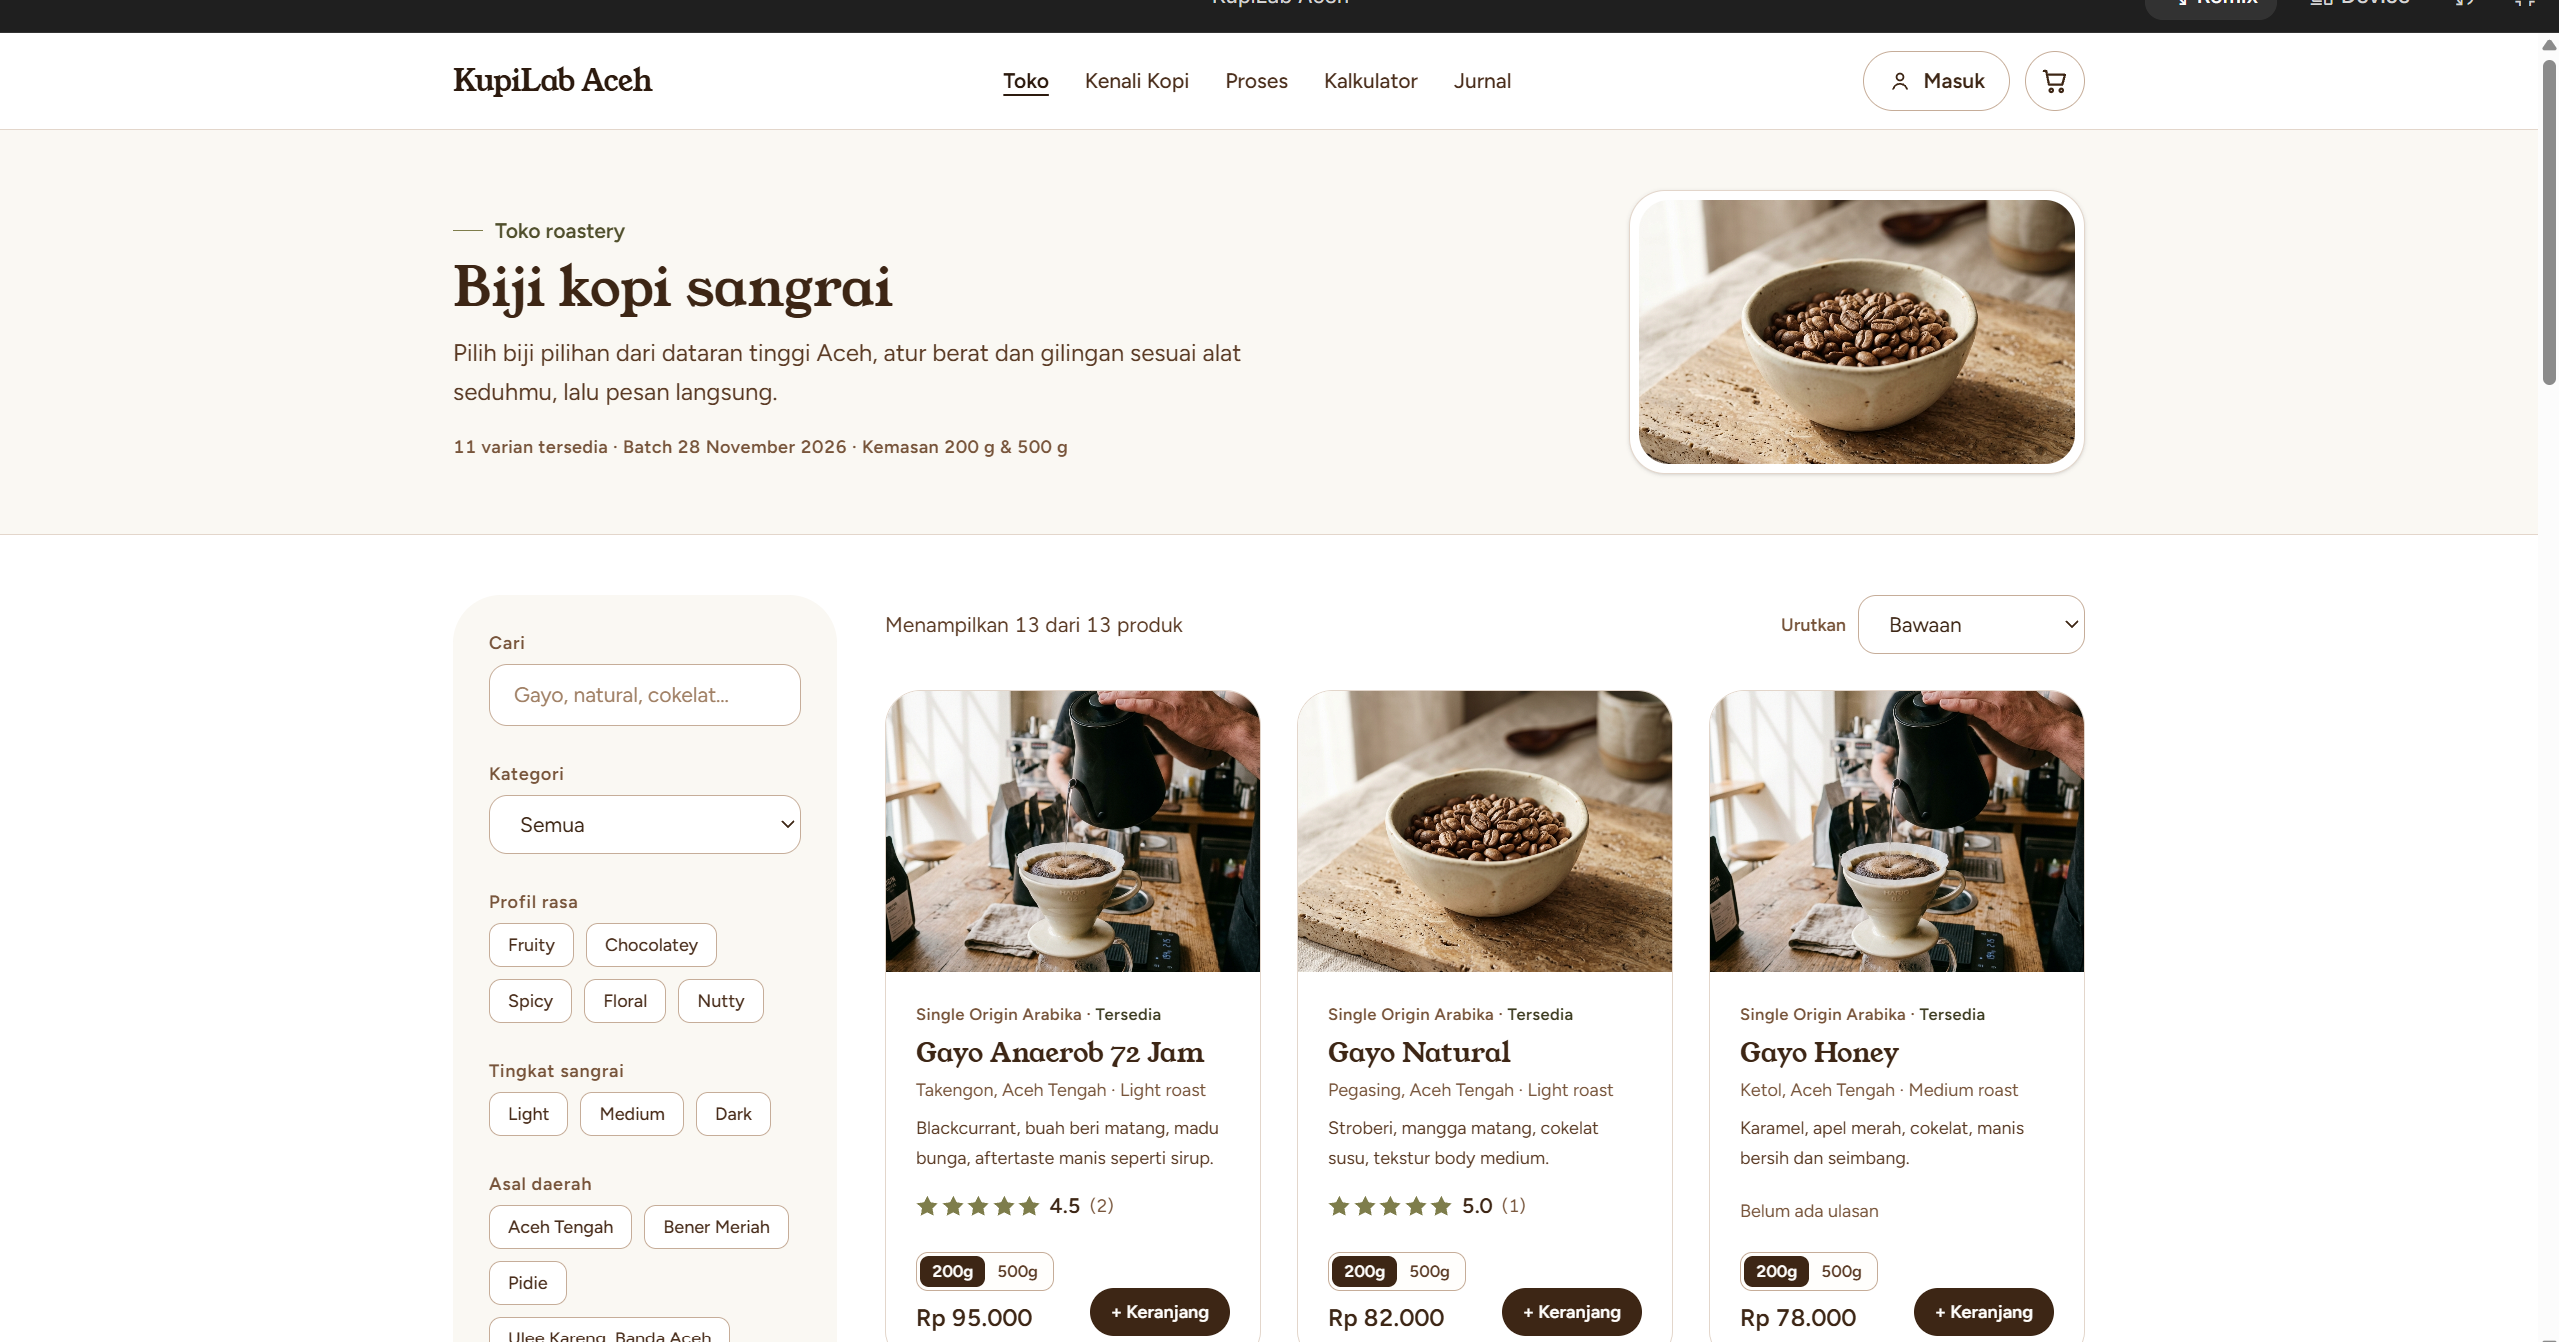 KupiLab Aceh
Remix
Device
KupiLab Aceh
Toko
Kenali Kopi
Proses
Kalkulator
Jurnal
Masuk
Toko roastery
Biji kopi sangrai
Pilih biji pilihan dari dataran tinggi Aceh, atur berat dan gilingan sesuai alat
seduhmu, lalu pesan langsung.
11 varian tersedia · Batch 28 November 2026 · Kemasan 200 g & 500 g
Cari
Gayo, natural, cokelat...
Kategori
Semua
Profil rasa
Fruity
Chocolatey
Spicy
Floral
Nutty
Tingkat sangrai
Light
Medium
Dark
Asal daerah
Aceh Tengah
Bener Meriah
Pidie
Ulee Kareng, Banda Aceh
Menampilkan 13 dari 13 produk
Urutkan
Bawaan
Single Origin Arabika · Tersedia
Gayo Anaerob 72 Jam
Takengon, Aceh Tengah · Light roast
Blackcurrant, buah beri matang, madu
bunga, aftertaste manis seperti sirup.
4.5 (2)
200g
500g
Rp 95.000
+ Keranjang
Single Origin Arabika · Tersedia
Gayo Natural
Pegasing, Aceh Tengah · Light roast
Stroberi, mangga matang, cokelat
susu, tekstur body medium.
5.0 (1)
200g
500g
Rp 82.000
+ Keranjang
Single Origin Arabika · Tersedia
Gayo Honey
Ketol, Aceh Tengah · Medium roast
Karamel, apel merah, cokelat, manis
bersih dan seimbang.
Belum ada ulasan
200g
500g
Rp 78.000
+ Keranjang